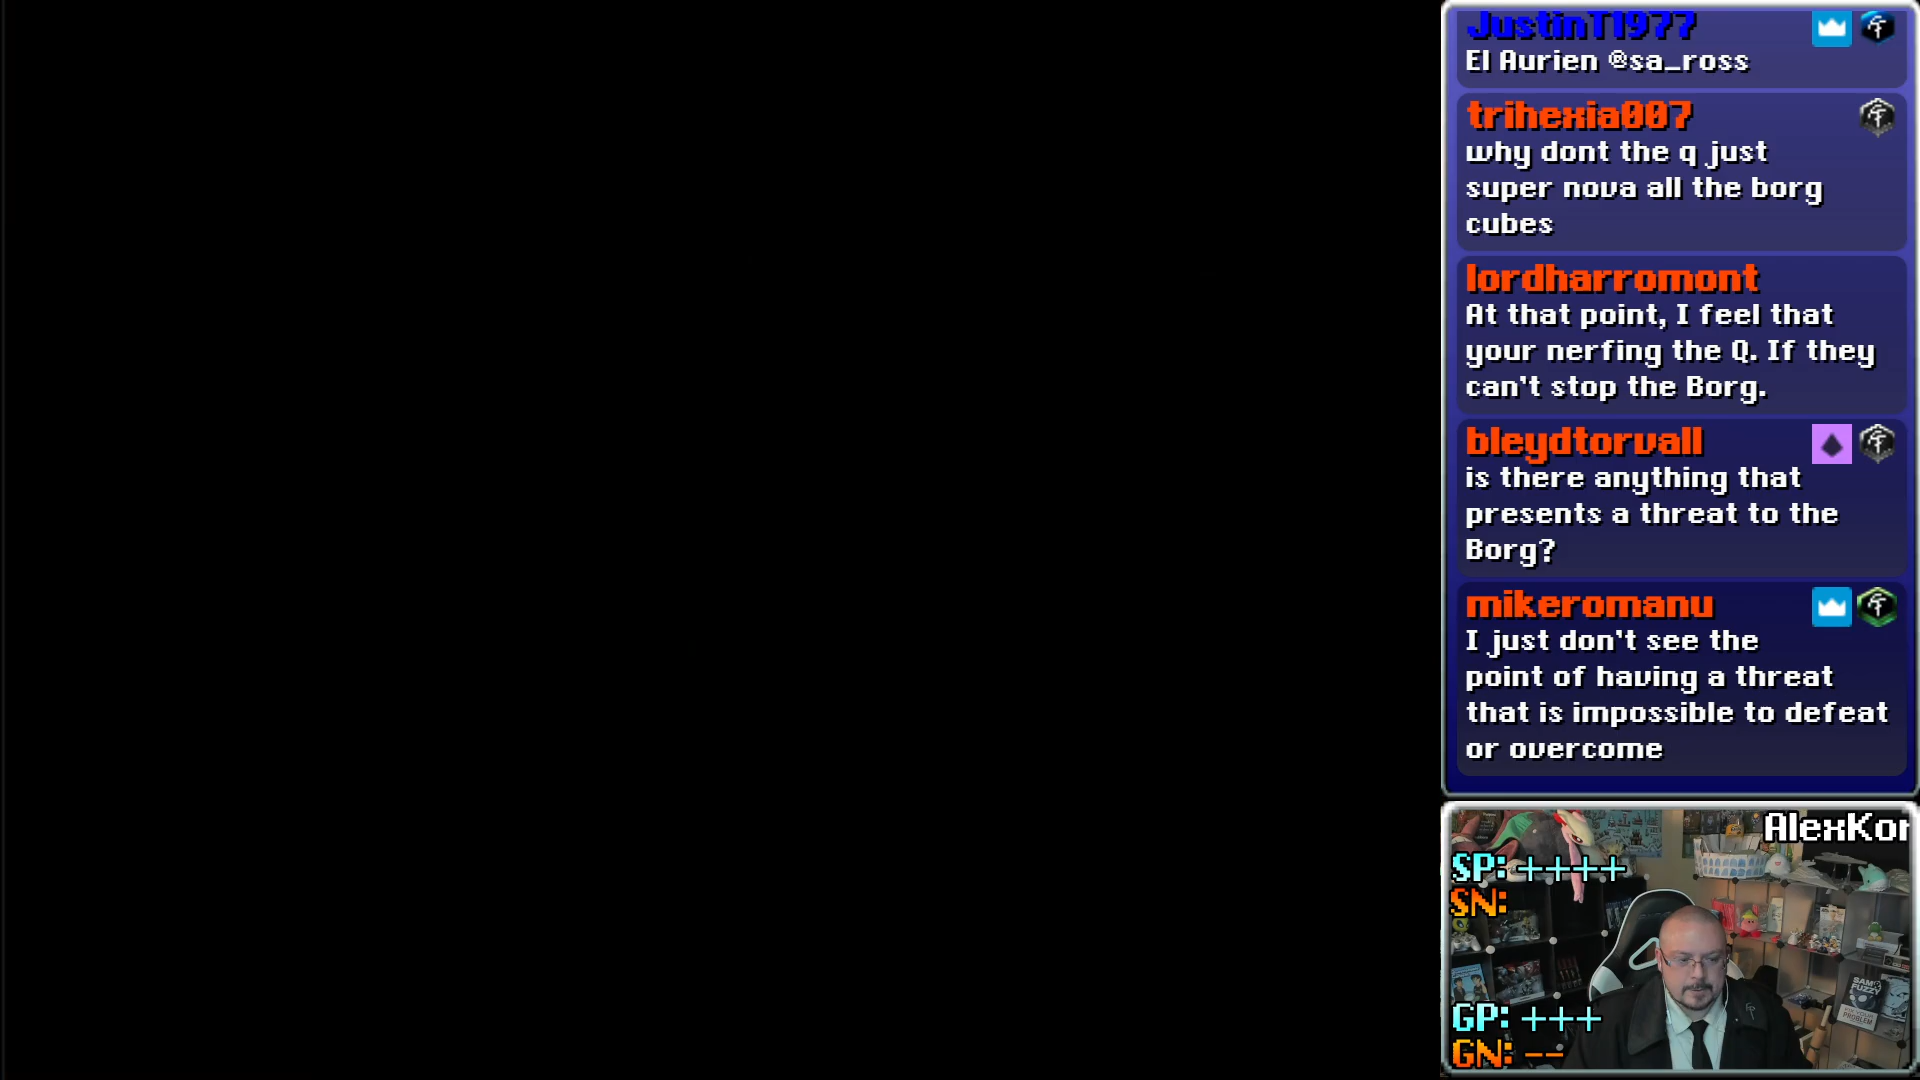 JustinT1977
El Aurien @sa_ross
trihexia007
why dont the q just
super nova all the borg
cubes
lordharromont
At that point, I feel that
your nerfing the Q. If they
can't stop the Borg.
bleydtorvall
is there anything that
presents a threat to the
Borg?
mikeromanu
I just don't see the
point of having a threat
that is impossible to defeat
or overcome
AlexKor
SP: ++++
SN:
SAM
FUZZY
PROBLEM
GP: +++
GN: --